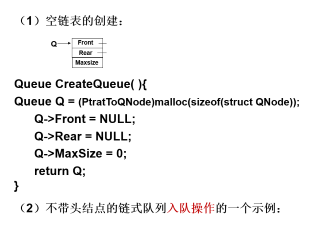 （1）空链表的创建：
Q
Front
Rear
Maxsize
Queue CreateQueue( ){
Queue Q = (PtratToQNode)malloc(sizeof(struct QNode));
Q->Front = NULL;
Q->Rear = NULL;
Q->MaxSize = 0;
return Q;
}
（2）不带头结点的链式队列入队操作的一个示例：